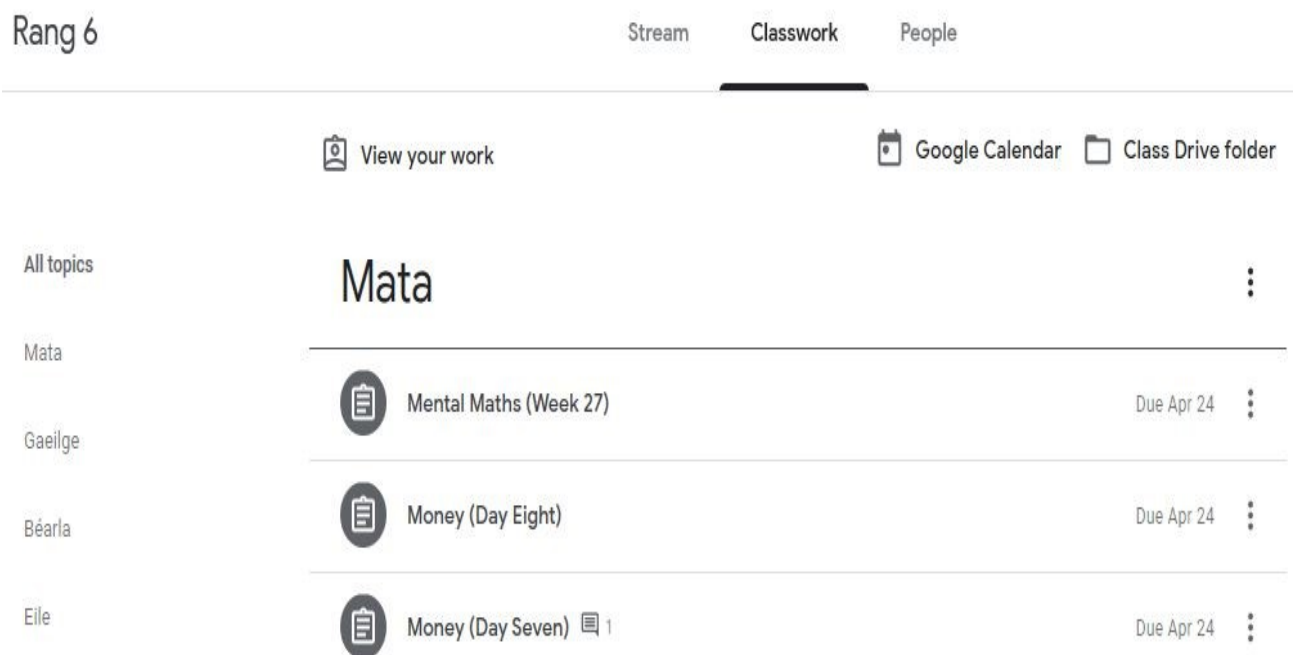 Rang 6
Stream Classwork People
View your work
Google Calendar Class Drive folder
All topics
Mata
Gaeilge
Béarla
Eile
Mata
Mental Maths (Week 27) Due Apr 24
Money (Day Eight) Due Apr 24
Money (Day Seven) 1 Due Apr 24